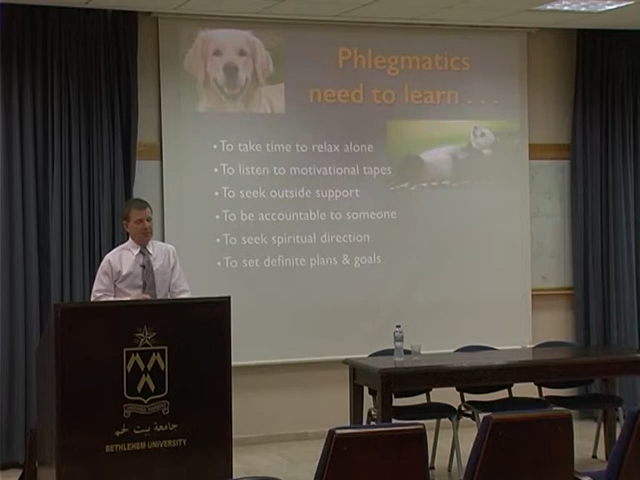 Phlegmatics
need to learn . . .
• To take time to relax alone
• To listen to motivational tapes
• To seek outside support
• To be accountable to someone
• To seek spiritual direction
• To set definite plans & goals
جامعة بيت لحم
BETHLEHEM UNIVERSITY